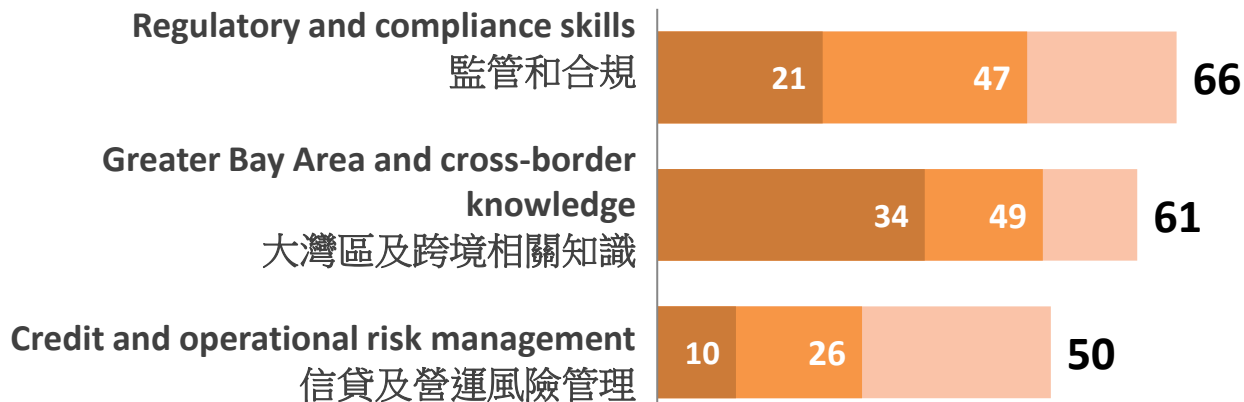 Regulatory and compliance skills
監管和合規
21 47 66
Greater Bay Area and cross-border
knowledge
大灣區及跨境相關知識
34 49 61
Credit and operational risk management
信貸及營運風險管理
10 26 50